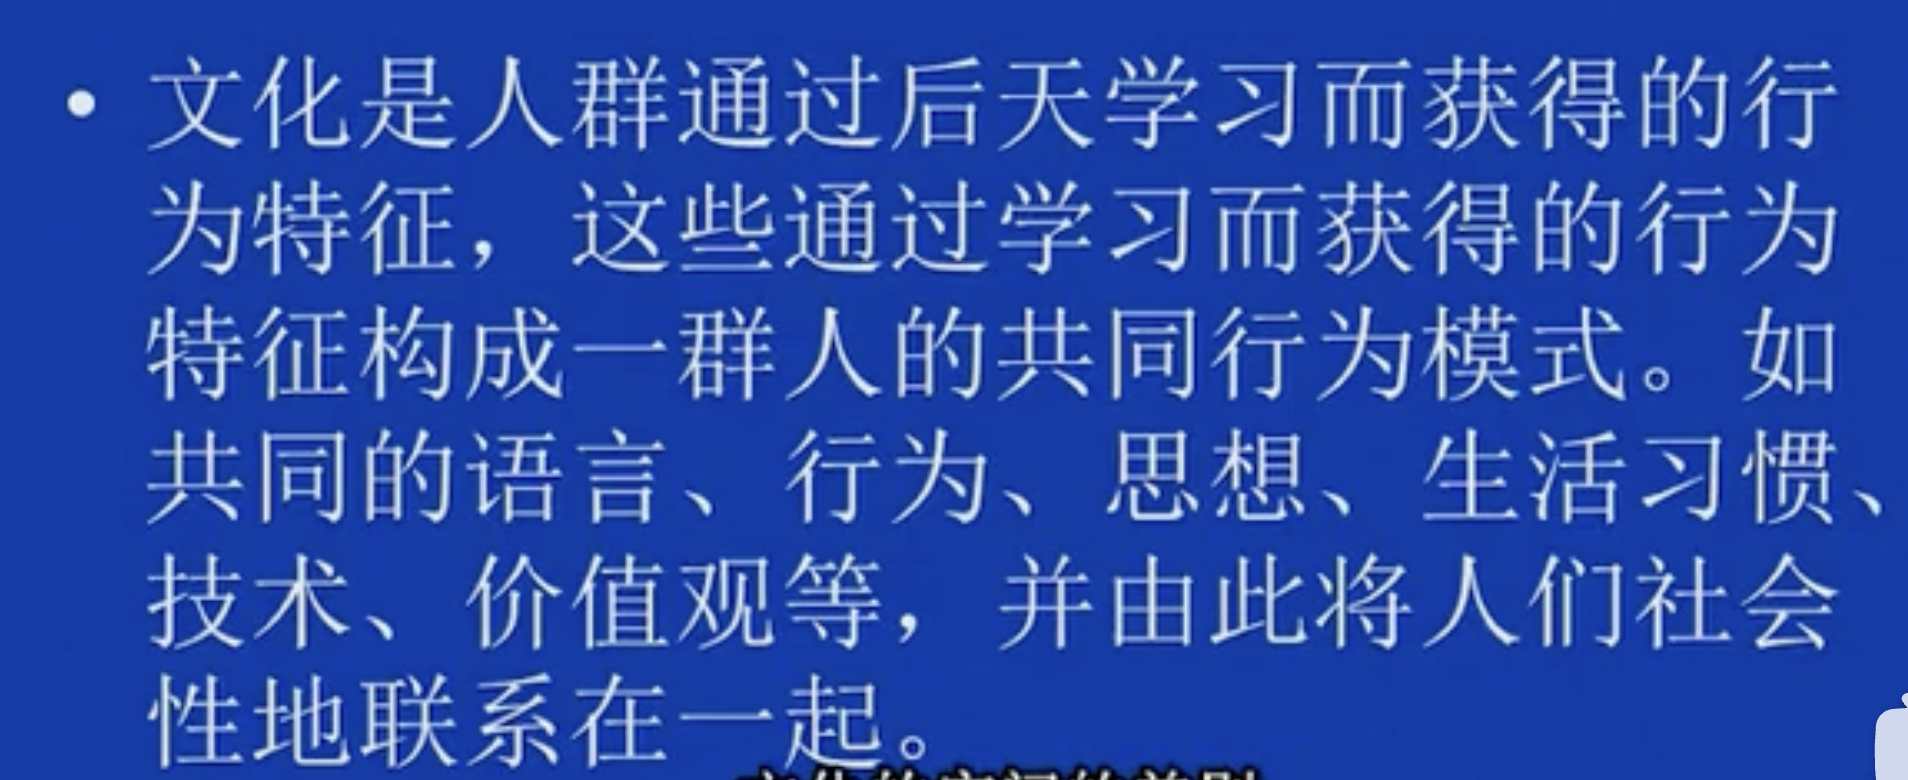 • 文化是人群通过后天学习而获得的行
为特征，这些通过学习而获得的行为
特征构成一群人的共同行为模式。如
共同的语言、行为、思想、生活习惯、
技术、价值观等，并由此将人们社会
性地联系在一起。